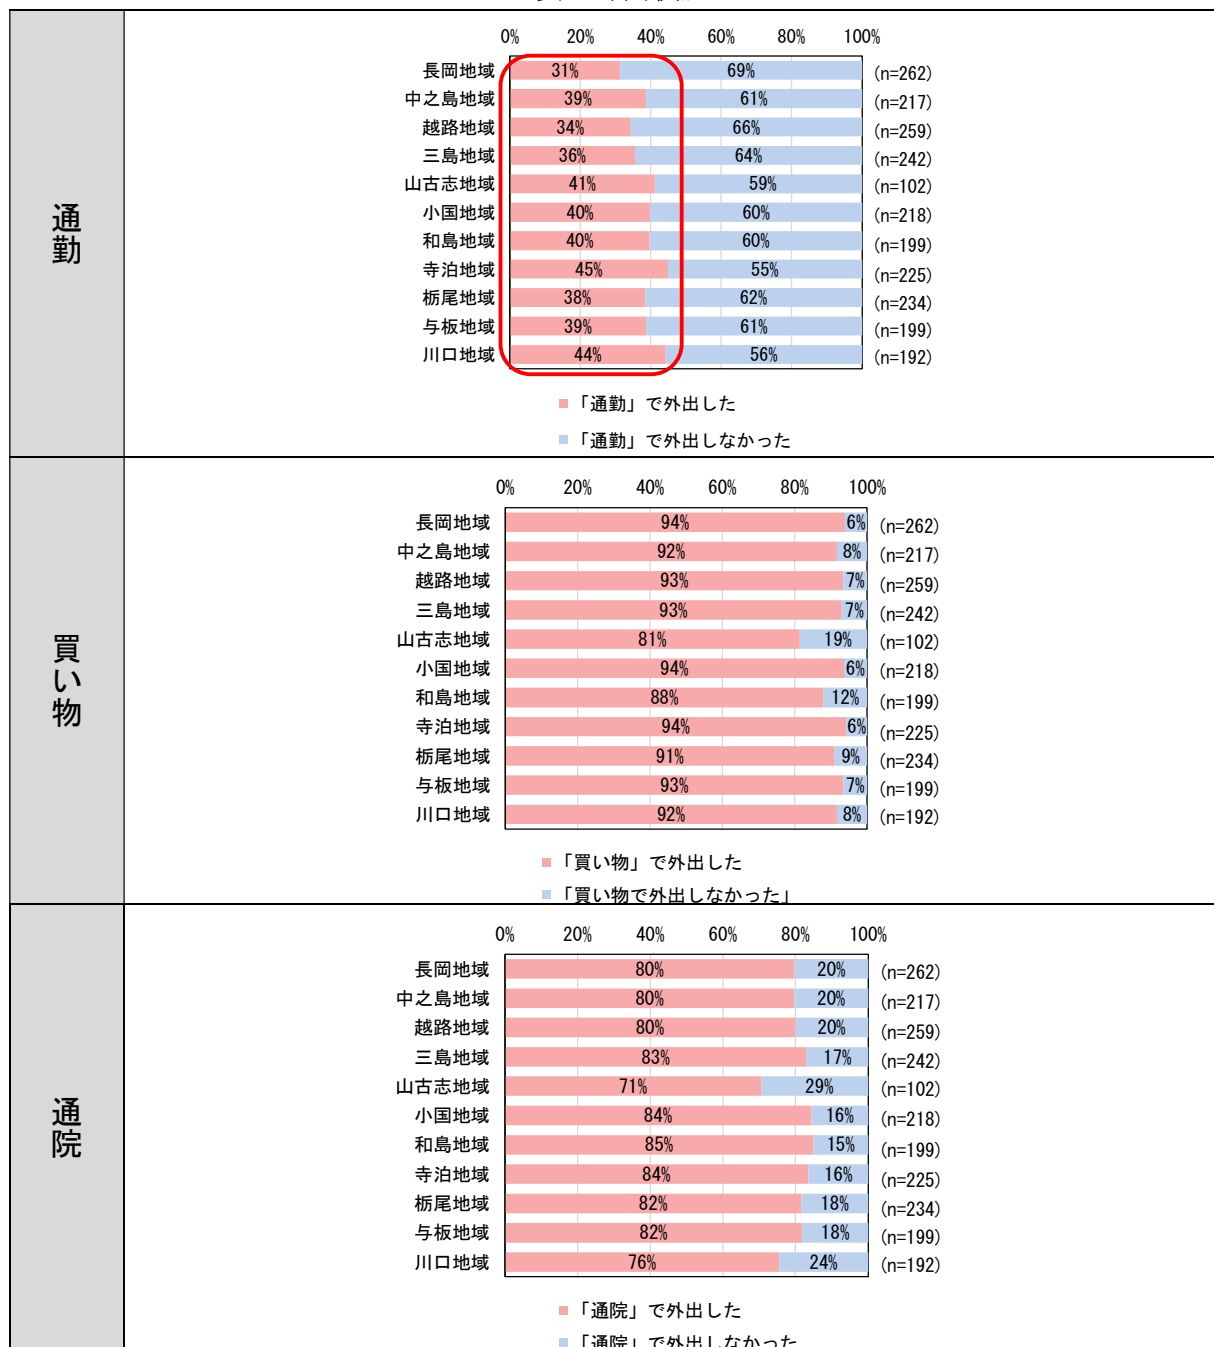 通勤
0% 20% 40% 60% 80% 100%
長岡地域 31% 69% (n=262)
中之島地域 39% 61% (n=217)
越路地域 34% 66% (n=259)
三島地域 36% 64% (n=242)
山古志地域 41% 59% (n=102)
小国地域 40% 60% (n=218)
和島地域 40% 60% (n=199)
寺泊地域 45% 55% (n=225)
栃尾地域 38% 62% (n=234)
与板地域 39% 61% (n=199)
川口地域 44% 56% (n=192)
「通勤」で外出した
「通勤」で外出しなかった
買い物
0% 20% 40% 60% 80% 100%
長岡地域 94% 6% (n=262)
中之島地域 92% 8% (n=217)
越路地域 93% 7% (n=259)
三島地域 93% 7% (n=242)
山古志地域 81% 19% (n=102)
小国地域 94% 6% (n=218)
和島地域 88% 12% (n=199)
寺泊地域 94% 6% (n=225)
栃尾地域 91% 9% (n=234)
与板地域 93% 7% (n=199)
川口地域 92% 8% (n=192)
「買い物」で外出した
「買い物で外出しなかった」
通院
0% 20% 40% 60% 80% 100%
長岡地域 80% 20% (n=262)
中之島地域 80% 20% (n=217)
越路地域 80% 20% (n=259)
三島地域 83% 17% (n=242)
山古志地域 71% 29% (n=102)
小国地域 84% 16% (n=218)
和島地域 85% 15% (n=199)
寺泊地域 84% 16% (n=225)
栃尾地域 82% 18% (n=234)
与板地域 82% 18% (n=199)
川口地域 76% 24% (n=192)
「通院」で外出した
「通院」で外出しなかった